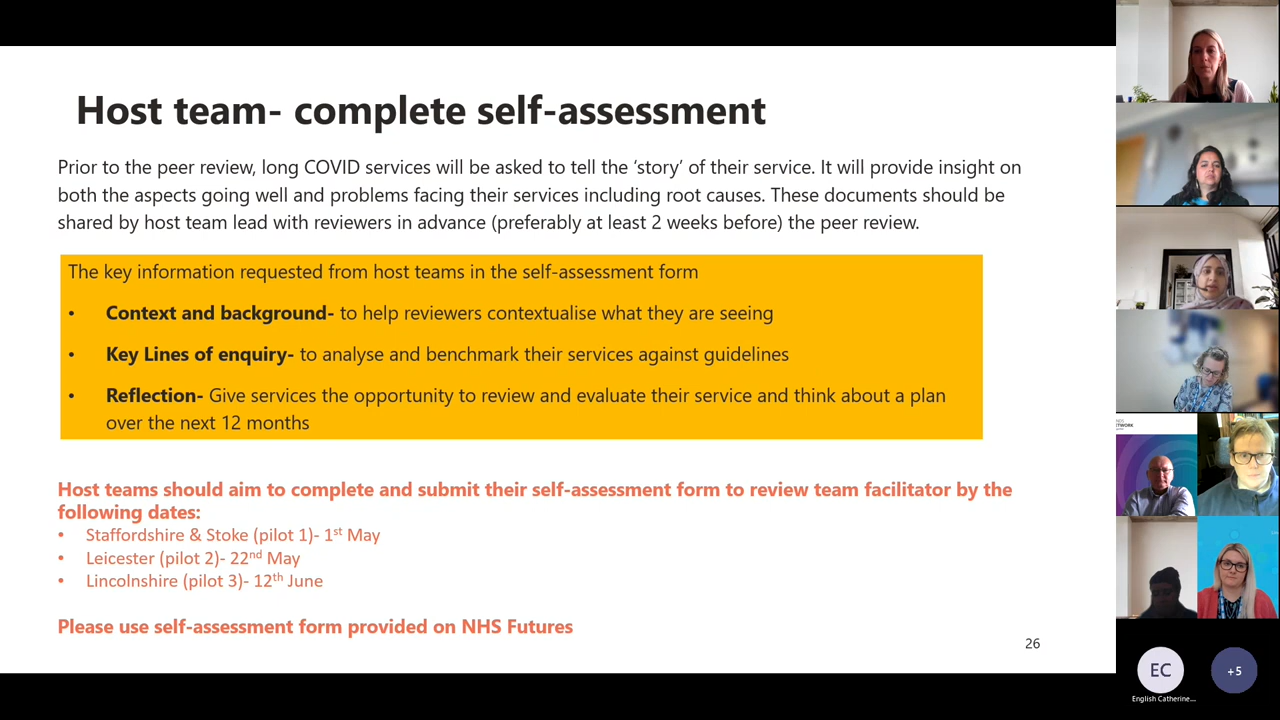 Host team- complete self-assessment
Prior to the peer review, long COVID services will be asked to tell the ‘story’ of their service. It will provide insight on
both the aspects going well and problems facing their services including root causes. These documents should be
shared by host team lead with reviewers in advance (preferably at least 2 weeks before) the peer review.
The key information requested from host teams in the self-assessment form
• Context and background- to help reviewers contextualise what they are seeing
• Key Lines of enquiry- to analyse and benchmark their services against guidelines
• Reflection- Give services the opportunity to review and evaluate their service and think about a plan
over the next 12 months
Host teams should aim to complete and submit their self-assessment form to review team facilitator by the
following dates:
• Staffordshire & Stoke (pilot 1)- 1st May
• Leicester (pilot 2)- 22nd May
• Lincolnshire (pilot 3)- 12th June
Please use self-assessment form provided on NHS Futures
26
EC
+5
English Catherine...